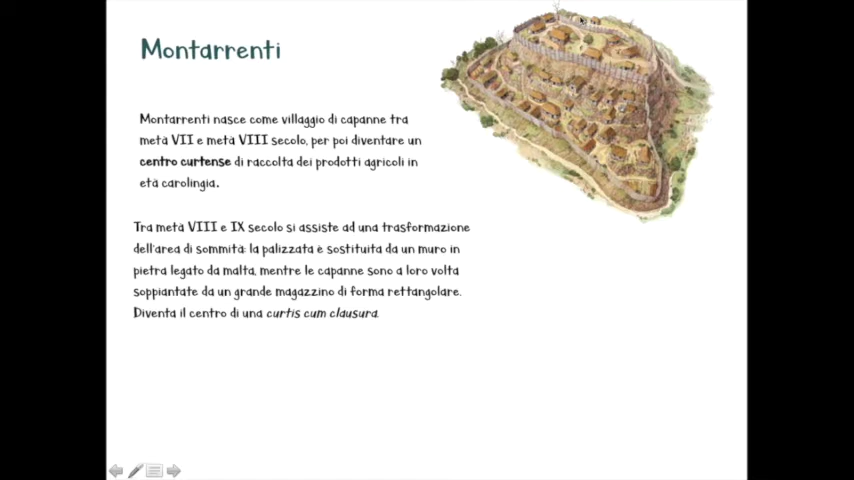 Montarrenti
Montarrenti nasce come villaggio di capanne tra
metà VII e metà VIII secolo, per poi diventare un
centro curtense di raccolta dei prodotti agricoli in
età carolingia.
Tra metà VIII e IX secolo si assiste ad una trasformazione
dell'area di sommità: la palizzata è sostituita da un muro in
pietra legato da malta, mentre le capanne sono a loro volta
soppiantate da un grande magazzino di forma rettangolare.
Diventa il centro di una curtis cum clausura.